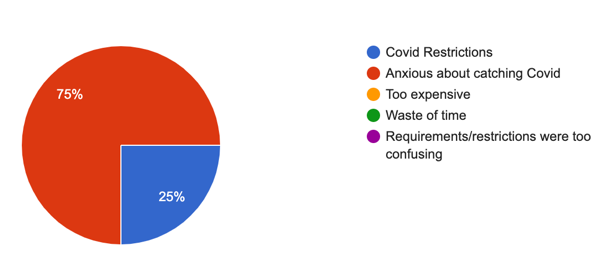 75%
25%
Covid Restrictions
Anxious about catching Covid
Too expensive
Waste of time
Requirements/restrictions were too
confusing